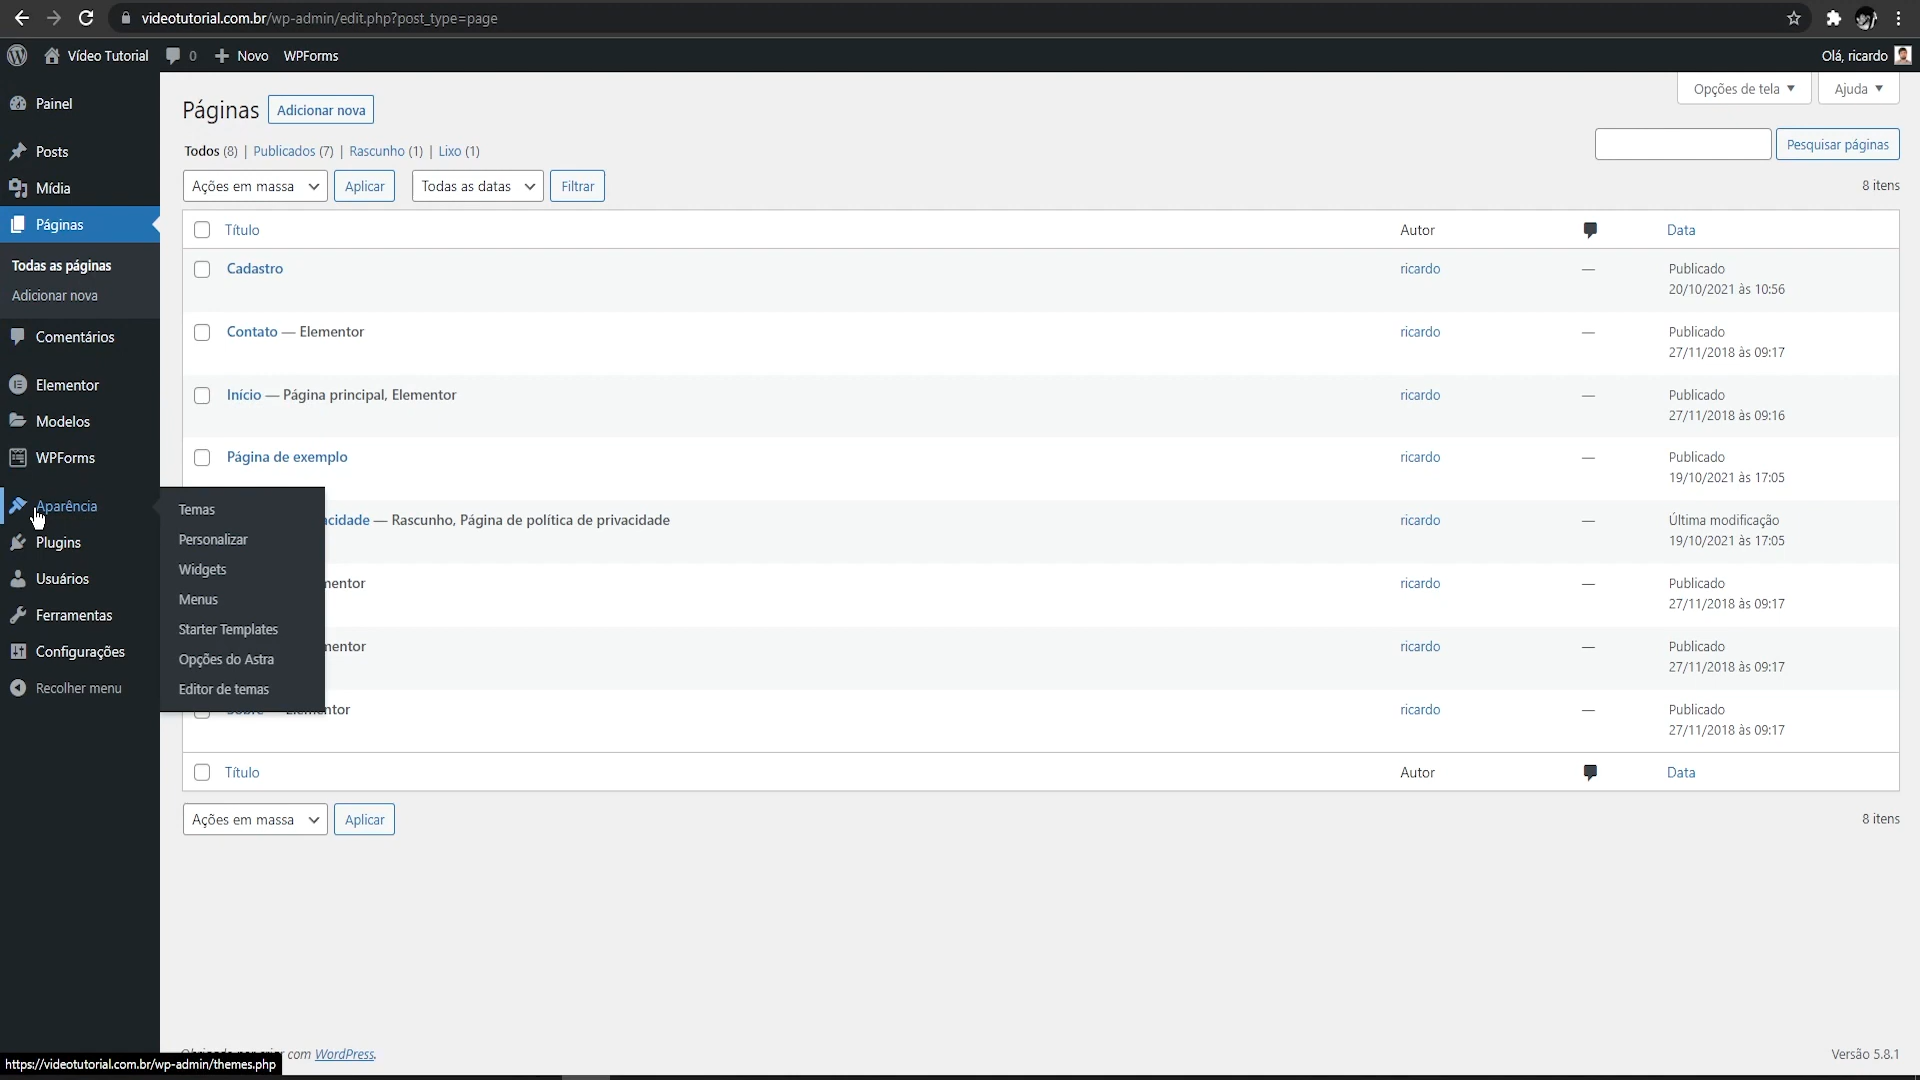 videotutorial.com.br/wp-admin/edit.php?post_type=page
Vídeo Tutorial 0 Novo WPForms Olá, ricardo
Painel
Posts
Mídia
Páginas
Todas as páginas
Adicionar nova
Comentários
Elementor
Modelos
WPForms
Aparência
Plugins
Usuários
Ferramentas
Configurações
Recolher menu
Temas
Personalizar
Widgets
Menus
Starter Templates
Opções do Astra
Editor de temas
Opções de tela Ajuda
Páginas Adicionar nova
Todos (8) | Publicados (7) | Rascunho (1) | Lixo (1)
Pesquisar páginas
Ações em massa Aplicar Todas as datas Filtrar 8 itens
Título Autor Data
Cadastro ricardo — Publicado
20/10/2021 às 10:56
Contato — Elementor ricardo — Publicado
27/11/2018 às 09:17
Início — Página principal, Elementor ricardo — Publicado
27/11/2018 às 09:16
Página de exemplo ricardo — Publicado
19/10/2021 às 17:05
acidade — Rascunho, Página de política de privacidade ricardo — Última modificação
19/10/2021 às 17:05
mentor ricardo — Publicado
27/11/2018 às 09:17
mentor ricardo — Publicado
27/11/2018 às 09:17
Elementor ricardo — Publicado
27/11/2018 às 09:17
Título Autor Data
Ações em massa Aplicar 8 itens
com WordPress. Versão 5.8.1
https://videotutorial.com.br/wp-admin/themes.php